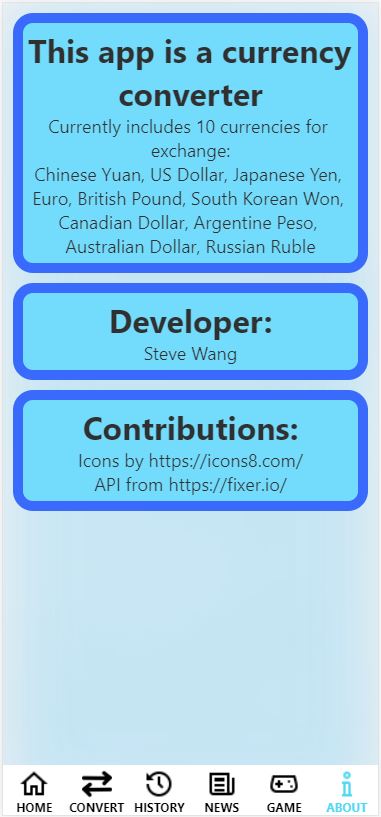 This app is a currency
converter
Currently includes 10 currencies for
exchange:
Chinese Yuan, US Dollar, Japanese Yen,
Euro, British Pound, South Korean Won,
Canadian Dollar, Argentine Peso,
Australian Dollar, Russian Ruble
Developer:
Steve Wang
Contributions:
Icons by https://icons8.com/
API from https://fixer.io/
HOME CONVERT HISTORY NEWS GAME ABOUT